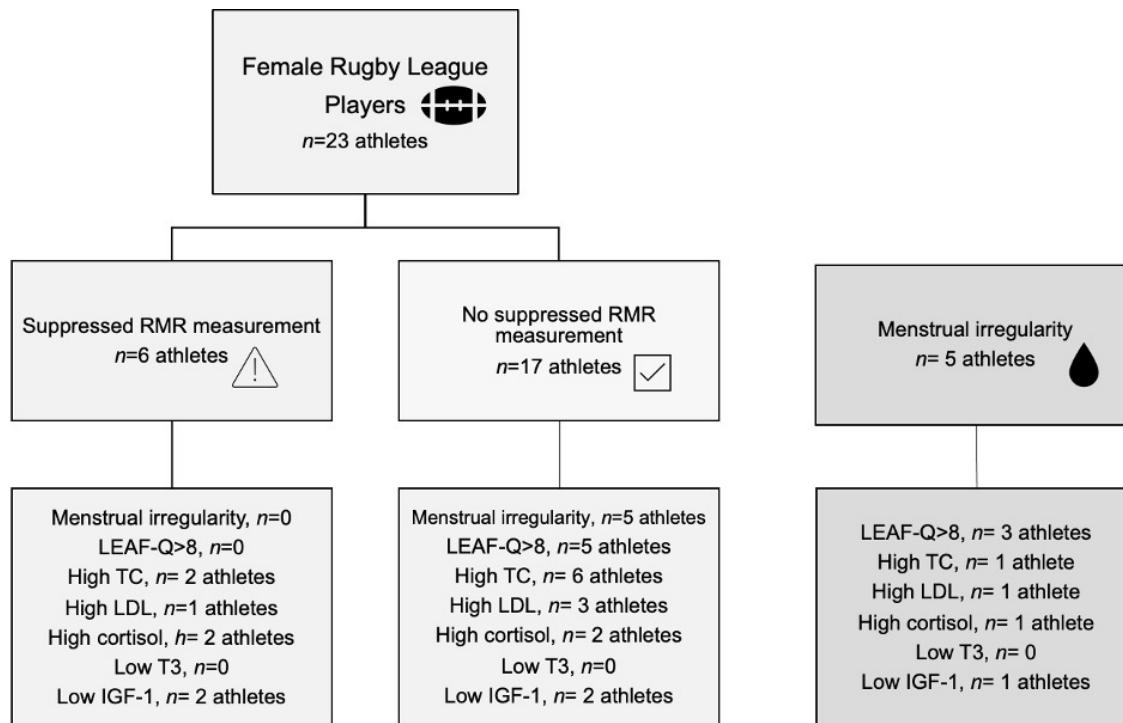 Female Rugby League
Players
n=23 athletes
Suppressed RMR measurement
n=6 athletes
No suppressed RMR
measurement
n=17 athletes
Menstrual irregularity
n= 5 athletes
Menstrual irregularity, n=0
LEAF-Q>8, n=0
High TC, n= 2 athletes
High LDL, n=1 athletes
High cortisol, h= 2 athletes
Low T3, n=0
Low IGF-1, n= 2 athletes
Menstrual irregularity, n=5 athletes
LEAF-Q>8, n=5 athletes
High TC, n= 6 athletes
High LDL, n= 3 athletes
High cortisol, n= 2 athletes
Low T3, n=0
Low IGF-1, n= 2 athletes
LEAF-Q>8, n= 3 athletes
High TC, n= 1 athlete
High LDL, n= 1 athlete
High cortisol, n= 1 athlete
Low T3, n= 0
Low IGF-1, n= 1 athletes